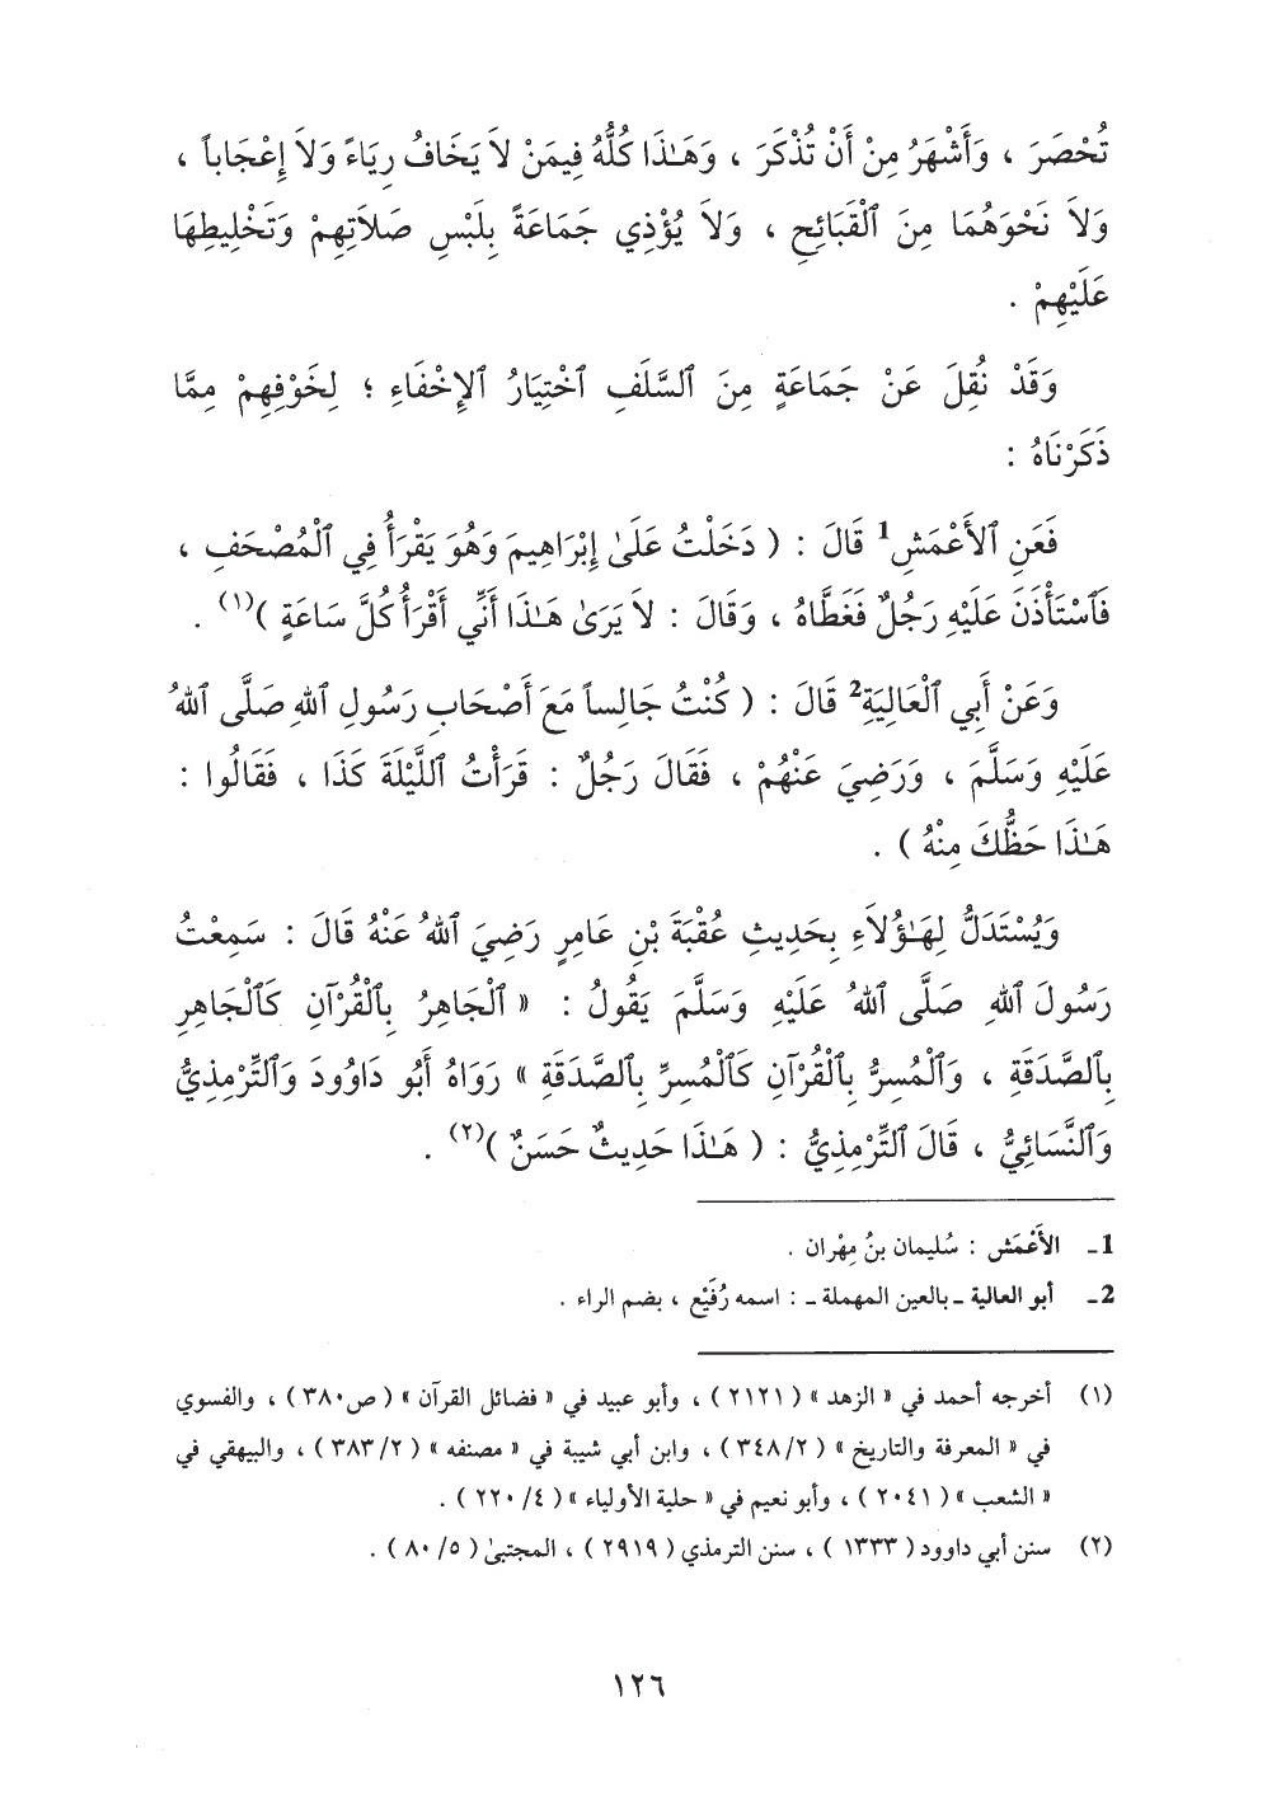 تُحْصَرَ ، وَأَشْهَرُ مِنْ أَنْ تُذْكَرَ ، وَهَـٰذَا كُلُّهُ فِيمَنْ لاَ يَخَافُ رِيَاءً وَلاَ إِعْجَاباً ،
وَلاَ نَحْوَهُمَا مِنَ ٱلْقَبَائِحِ ، وَلاَ يُؤْذِي جَمَاعَةً بِلَبْسِ صَلاَتِهِمْ وَتَخْلِيطِهَا
عَلَيْهِمْ .
وَقَدْ نُقِلَ عَنْ جَمَاعَةٍ مِنَ ٱلسَّلَفِ ٱخْتِيَارُ ٱلإِخْفَاءِ ؛ لِخَوْفِهِمْ مِمَّا
ذَكَرْنَاهُ :
فَعَنِ ٱلأَعْمَشِ1 قَالَ : ( دَخَلْتُ عَلَىٰ إِبْرَاهِيمَ وَهُوَ يَقْرَأُ فِي ٱلْمُصْحَفِ ،
فَٱسْتَأْذَنَ عَلَيْهِ رَجُلٌ فَغَطَّاهُ ، وَقَالَ : لاَ يَرَىٰ هَـٰذَا أَنِّي أَقْرَأُ كُلَّ سَاعَةٍ )(١) .
وَعَنْ أَبِي ٱلْعَالِيَةِ2 قَالَ : ( كُنْتُ جَالِساً مَعَ أَصْحَابِ رَسُولِ ٱللهِ صَلَّى ٱللهُ
عَلَيْهِ وَسَلَّمَ ، وَرَضِيَ عَنْهُمْ ، فَقَالَ رَجُلٌ : قَرَأْتُ ٱللَّيْلَةَ كَذَا ، فَقَالُوا :
هَـٰذَا حَظُّكَ مِنْهُ ) .
وَيُسْتَدَلُّ لِهَـٰؤُلاَءِ بِحَدِيثِ عُقْبَةَ بْنِ عَامِرٍ رَضِيَ ٱللهُ عَنْهُ قَالَ : سَمِعْتُ
رَسُولَ ٱللهِ صَلَّى ٱللهُ عَلَيْهِ وَسَلَّمَ يَقُولُ : « ٱلْجَاهِرُ بِٱلْقُرْآنِ كَٱلْجَاهِرِ
بِٱلصَّدَقَةِ ، وَٱلْمُسِرُّ بِٱلْقُرْآنِ كَٱلْمُسِرِّ بِٱلصَّدَقَةِ » رَوَاهُ أَبُو دَاوُودَ وَٱلتِّرْمِذِيُّ
وَٱلنَّسَائِيُّ ، قَالَ ٱلتِّرْمِذِيُّ : ( هَـٰذَا حَدِيثٌ حَسَنٌ )(٢) .
1ـ الأَعْمَش : سُليمان بنُ مِهْران .
2ـ أبو العالية ـ بالعين المهملة ـ : اسمه رُفَيْع ، بضم الراء .
(١) أخرجه أحمد في « الزهد » ( ٢١٢١ ) ، وأبو عبيد في « فضائل القرآن » ( ص٣٨٠ ) ، والفسوي
في « المعرفة والتاريخ » ( ٣٤٨/٢ ) ، وابن أبي شيبة في « مصنفه » ( ٣٨٣/٢ ) ، والبيهقي في
« الشعب » ( ٢٠٤١ ) ، وأبو نعيم في « حلية الأولياء » ( ٢٢٠/٤ ) .
(٢) سنن أبي داوود ( ١٣٣٣ ) ، سنن الترمذي ( ٢٩١٩ ) ، المجتبىٰ ( ٨٠/٥ ) .
١٢٦